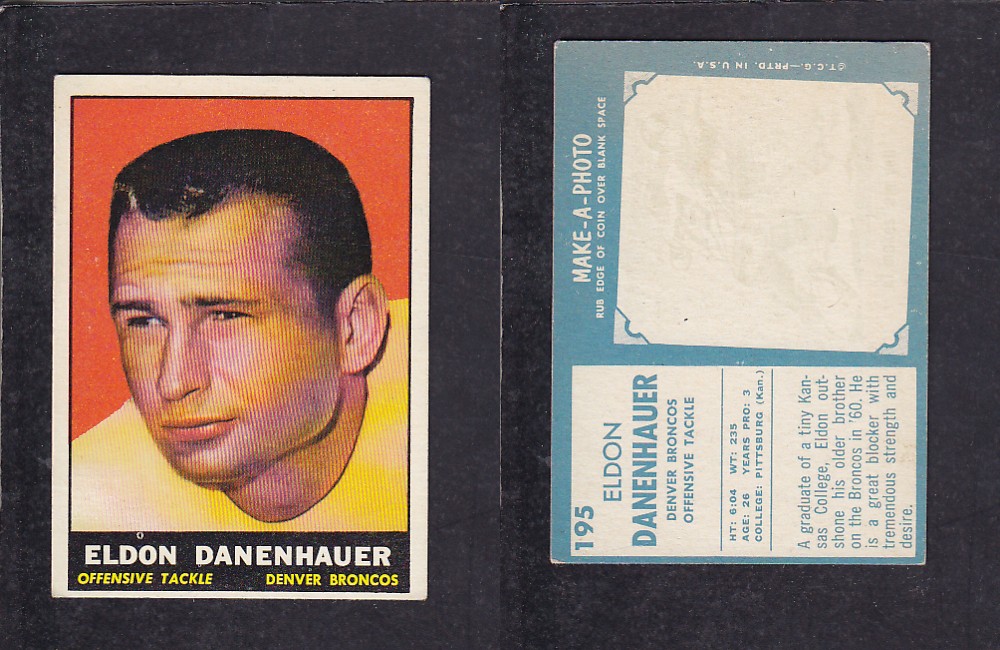 ELDON DANENHAUER
OFFENSIVE TACKLE DENVER BRONCOS
©T.C.G.—PRTD. IN U.S.A.
MAKE-A-PHOTO
RUB EDGE OF COIN OVER BLANK SPACE
195
ELDON
DANENHAUER
DENVER BRONCOS
OFFENSIVE TACKLE
HT: 6:04 WT: 235
AGE: 26 YEARS PRO: 3
COLLEGE: PITTSBURG (Kan.)
A graduate of a tiny Kan-
sas College, Eldon out-
shone his older brother
on the Broncos in '60. He
is a great blocker with
tremendous strength and
desire.